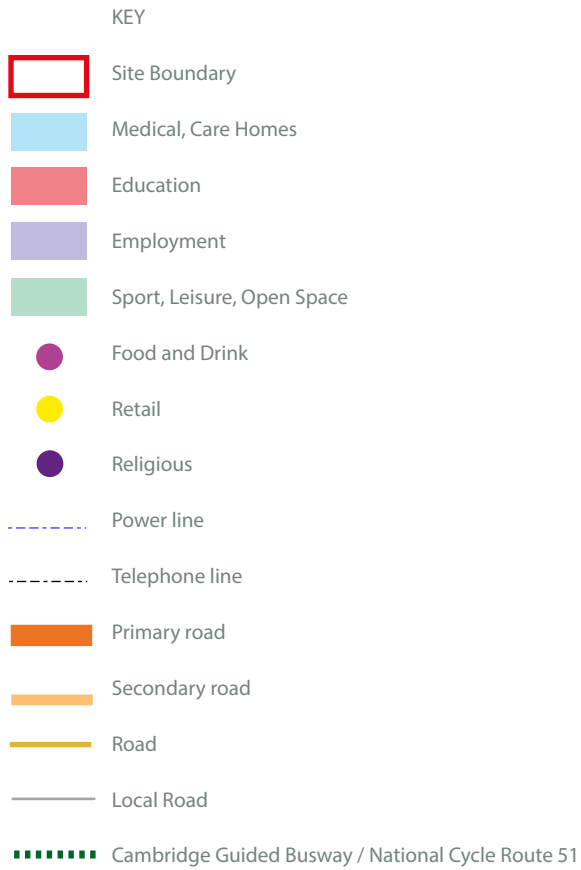 KEY
Site Boundary
Medical, Care Homes
Education
Employment
Sport, Leisure, Open Space
Food and Drink
Retail
Religious
Power line
Telephone line
Primary road
Secondary road
Road
Local Road
Cambridge Guided Busway / National Cycle Route 51